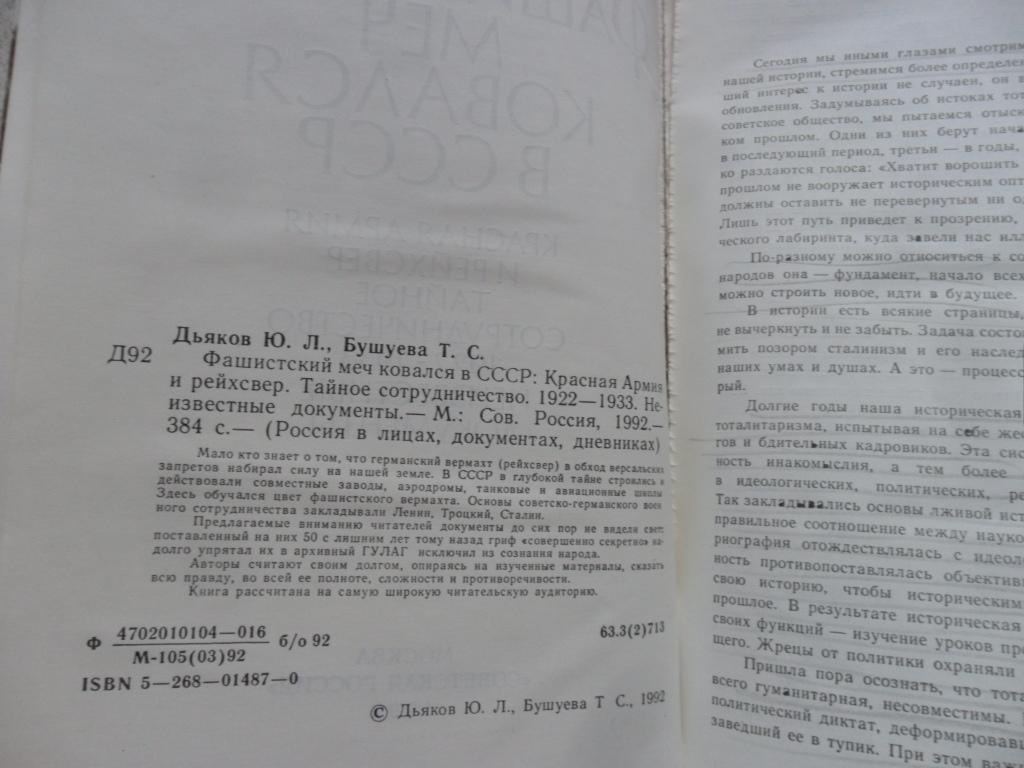 Дьяков Ю. Л., Бушуева Т. С.
Д92
Фашистский меч ковался в СССР: Красная Армия
и рейхсвер. Тайное сотрудничество. 1922—1933. Не-
известные документы.— М.: Сов. Россия, 1992.—
384 с.— (Россия в лицах, документах, дневниках)
Мало кто знает о том, что германский вермахт (рейхсвер) в обход версальских
запретов набирал силу на нашей земле. В СССР в глубокой тайне строились и
действовали совместные заводы, аэродромы, танковые и авиационные школы
Здесь обучался цвет фашистского вермахта. Основы советско-германского воен
ного сотрудничества закладывали Ленин, Троцкий, Сталин.
Предлагаемые вниманию читателей документы до сих пор не видели свет:
поставленный на них 50 с лишним лет тому назад гриф «совершенно секретно» на-
долго упрятал их в архивный ГУЛАГ исключил из сознания народа.
Авторы считают своим долгом, опираясь на изученные материалы, сказать
всю правду, во всей ее полноте, сложности и противоречивости.
Книга рассчитана на самую широкую читательскую аудиторию.
Ф 4702010104—016 б/о 92
М-105(03)92
63.3(2)713
ISBN 5—268—01487—0
© Дьяков Ю. Л., Бушуева Т С., 1992
Сегодня мы иными глазами смотрим
нашей истории, стремимся более определен
ший интерес к истории не случаен, он в
обновления. Задумываясь об истоках тот
советское общество, мы пытаемся отыск
ком прошлом. Одни из них берут нача
в последующий период, третьи — в годы,
ко раздаются голоса: «Хватит ворошить
прошлом не вооружает историческим опт
должны оставить не перевернутым ни о
Лишь этот путь приведет к прозрению,
ческого лабиринта, куда завели нас илл
По-разному можно относиться к со
народов она — фундамент, начало всех
можно строить новое, идти в будущее.
В истории есть всякие страницы,
не вычеркнуть и не забыть. Задача состо
мить позором сталинизм и его наслед
наших умах и душах. А это — процесс
рый.
Долгие годы наша историческая
тоталитаризма, испытывая на себе жес
гов и бдительных кадровиков. Эта сис
ность инакомыслия, а тем более
в идеологических, политических, ре
Так закладывались основы лживой ист
правильное соотношение между науко
риография отождествлялась с идеоло
ность противопоставлялась объективн
свою историю, чтобы историческим
прошлое. В результате историческая
своих функций — изучение уроков про
щего. Жрецы от политики охраняли
Пришла пора осознать, что тота
всего гуманитарная, несовместимы.
политический диктат, деформировавш
заведший ее в тупик. При этом важн